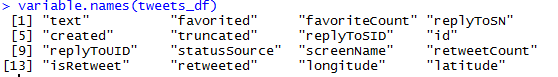 > variable.names(tweets_df)
[1] "text" "favorited" "favoriteCount" "replyToSN"
[5] "created" "truncated" "replyToSID" "id"
[9] "replyToUID" "statusSource" "screenName" "retweetCount"
[13] "isRetweet" "retweeted" "longitude" "latitude"